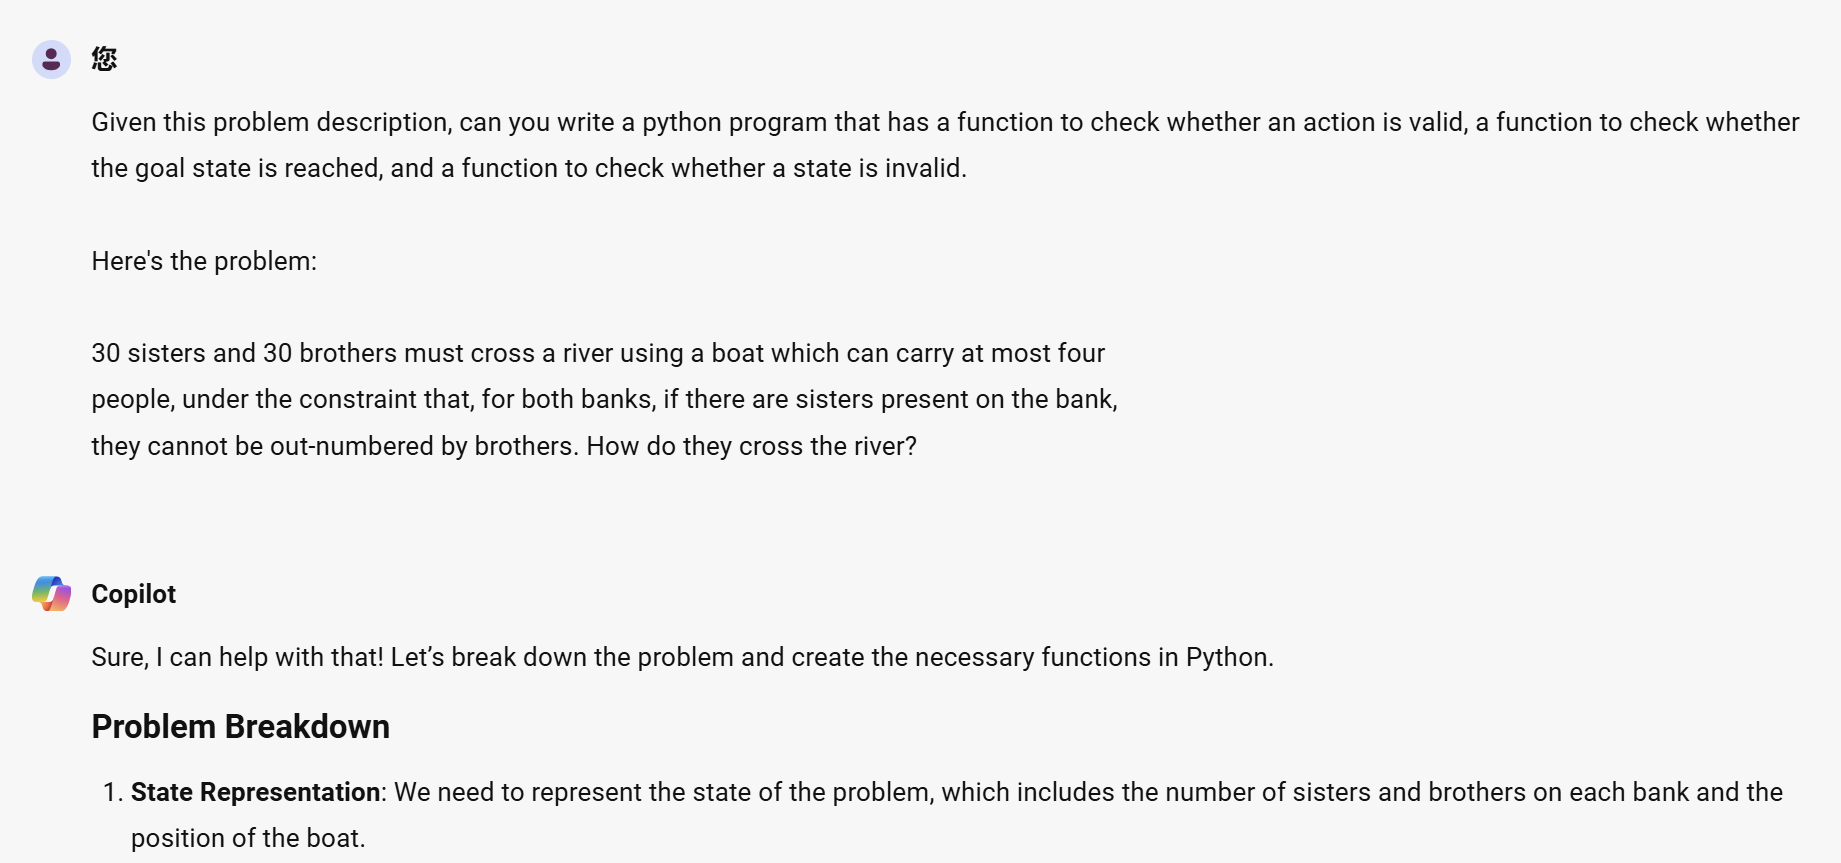 您
Given this problem description, can you write a python program that has a function to check whether an action is valid, a function to check whether
the goal state is reached, and a function to check whether a state is invalid.
Here's the problem:
30 sisters and 30 brothers must cross a river using a boat which can carry at most four
people, under the constraint that, for both banks, if there are sisters present on the bank,
they cannot be out-numbered by brothers. How do they cross the river?
Copilot
Sure, I can help with that! Let’s break down the problem and create the necessary functions in Python.
Problem Breakdown
1. State Representation: We need to represent the state of the problem, which includes the number of sisters and brothers on each bank and the
position of the boat.